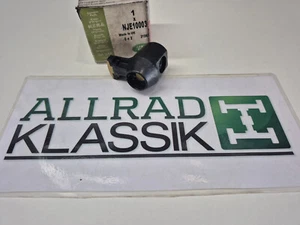 1
NJE10003
ALLRAD
KLASSIK